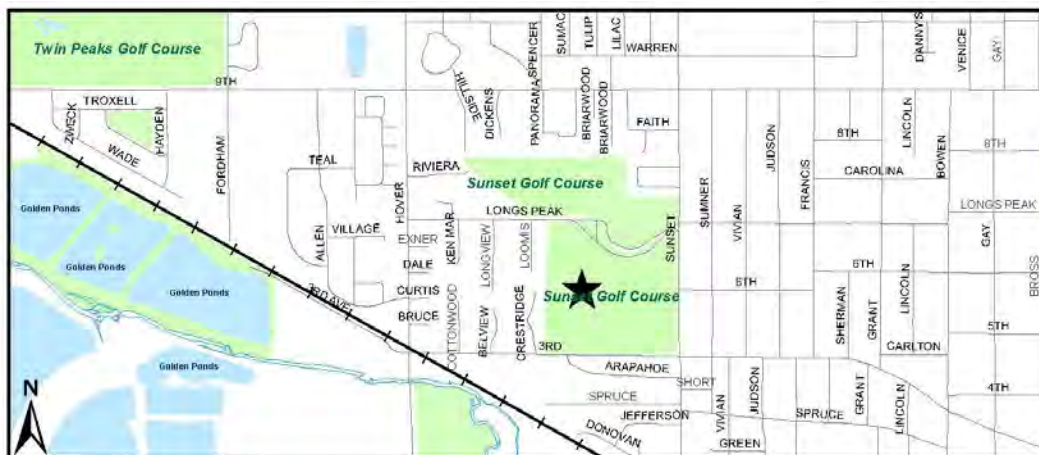 Twin Peaks Golf Course
9TH
TROXELL
ZWECK
HAYDEN
WADE
FORDHAM
TEAL
ALLEN
VILLAGE
HOVER
RIVIERA
HILLSIDE
DICKENS
PANORAMA
SPENCER
SUMAC
TULIP
LILAC
WARREN
BRIARWOOD
BRIARWOOD
FAITH
Sunset Golf Course
LONGS PEAK
EXNER
DALE
CURTIS
BRUCE
KEN MAR
COTTONWOOD
LONGVIEW
BELVIEW
LOOMIS
CRESTRIDGE
Sunset Golf Course
SUNSET
SUMNER
VIVIAN
JUDSON
FRANCIS
8TH
LINCOLN
CAROLINA
BOWEN
DANNY'S
VENICE
GAY
8TH
LONGS PEAK
GAY
BROSS
6TH
6TH
SHERMAN
GRANT
LINCOLN
5TH
CARLTON
4TH
Golden Ponds
Golden Ponds
Golden Ponds
Golden Ponds
3RD AVE
3RD
ARAPAHOE
SHORT
SPRUCE
JEFFERSON
DONOVAN
VIVIAN
JUDSON
GREEN
SPRUCE
GRANT
LINCOLN
N